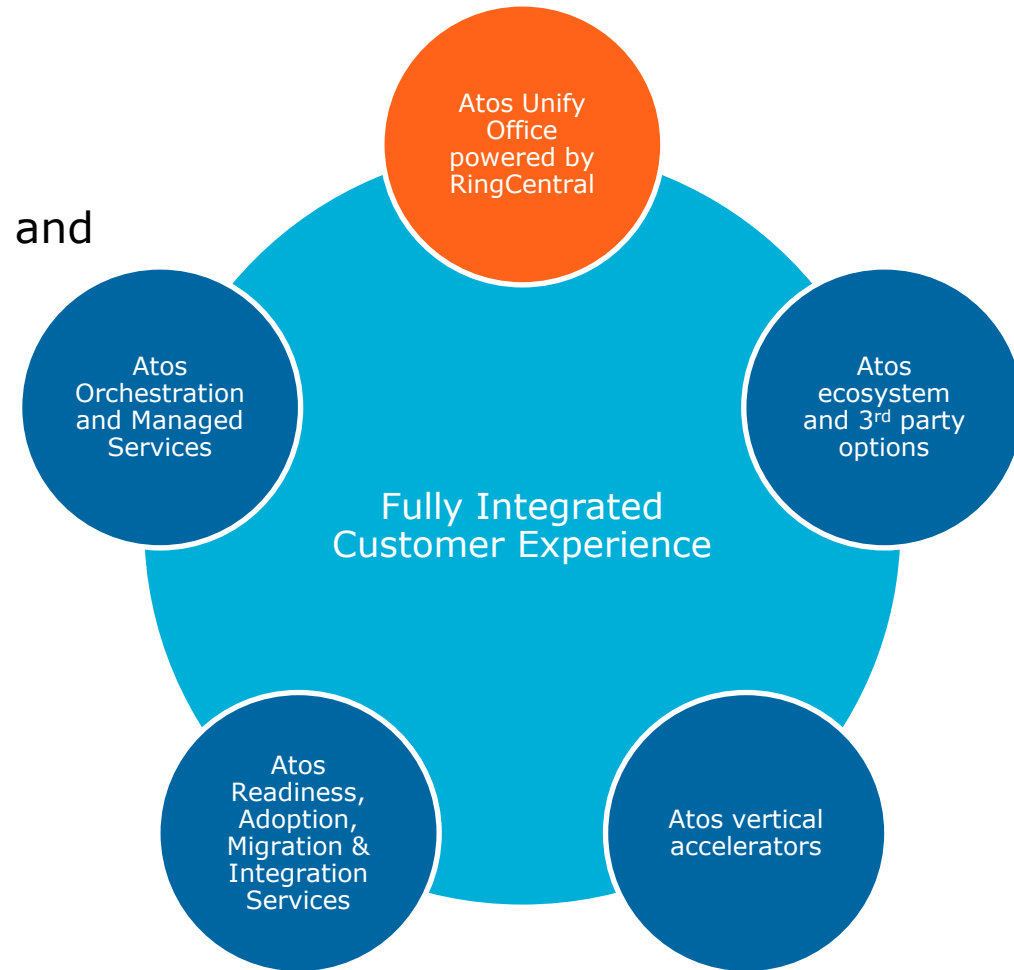 Atos Unify
Office
powered by
RingCentral
and
Atos
Orchestration
and Managed
Services
Atos
ecosystem
and 3rd party
options
Fully Integrated
Customer Experience
Atos
Readiness,
Adoption,
Migration &
Integration
Services
Atos vertical
accelerators